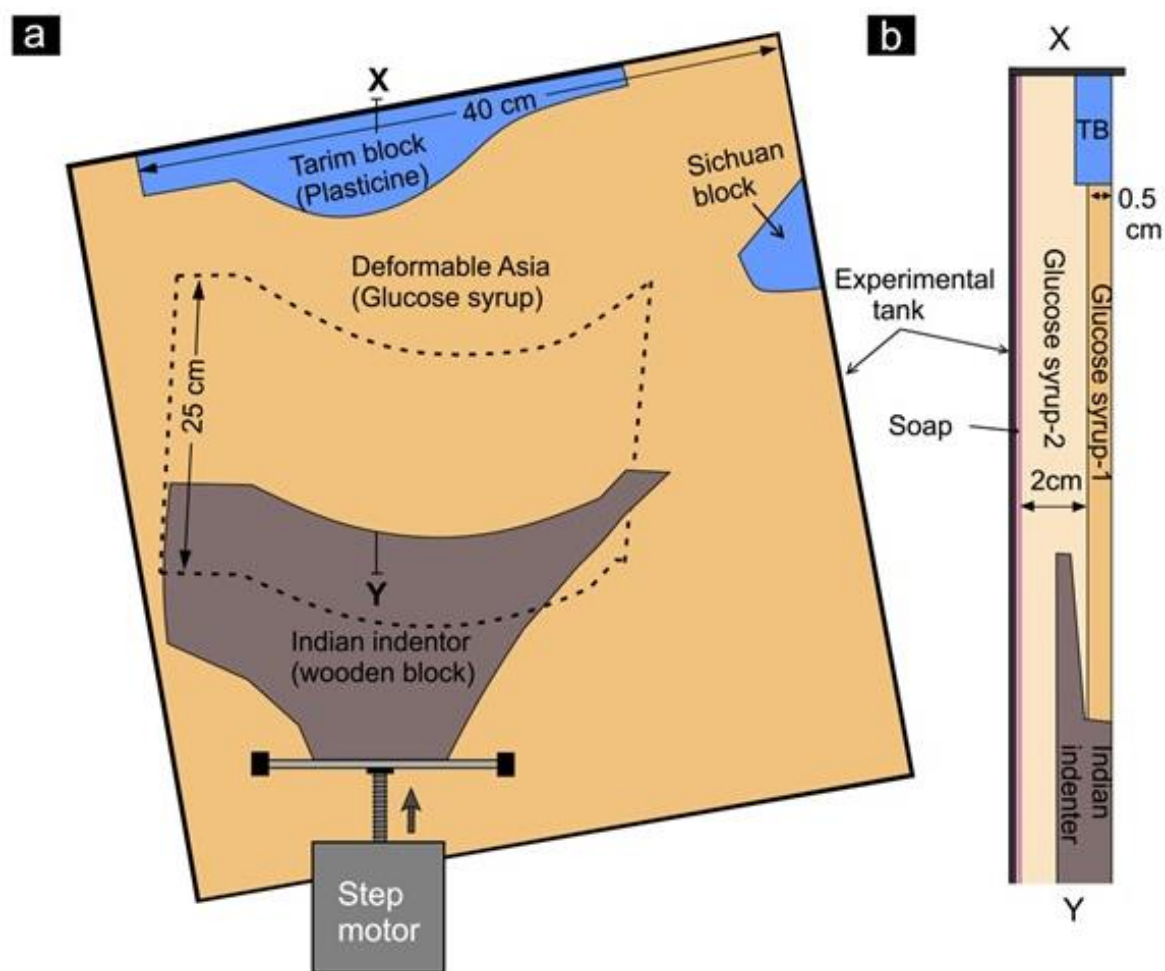 a
X
40 cm
Tarim block
(Plasticine)
Sichuan
block
Deformable Asia
(Glucose syrup)
25 cm
Experimental
tank
Soap
Y
Indian indentor
(wooden block)
Step
motor
b
X
TB
0.5
cm
Glucose syrup-2
Glucose syrup-1
2cm
Indian
indenter
Y